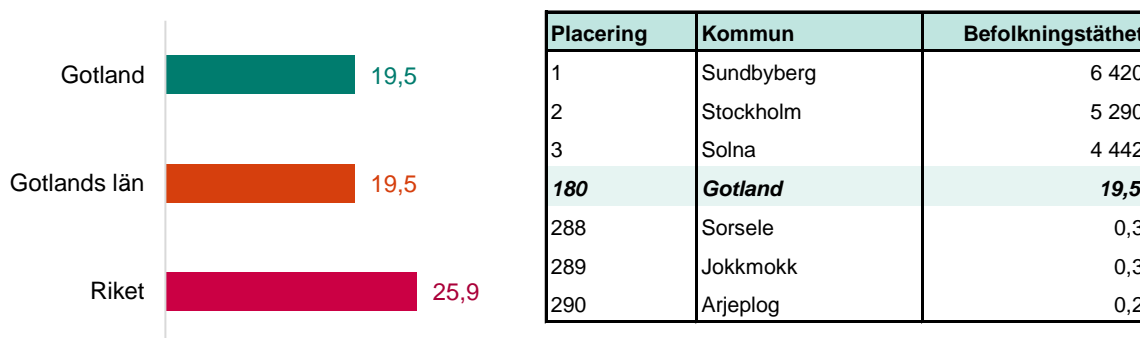 Gotland 19,5
Gotlands län 19,5
Riket 25,9
Placering Kommun Befolkningstäthet
1 Sundbyberg 6 420
2 Stockholm 5 290
3 Solna 4 442
180 Gotland 19,5
288 Sorsele 0,3
289 Jokkmokk 0,3
290 Arjeplog 0,2